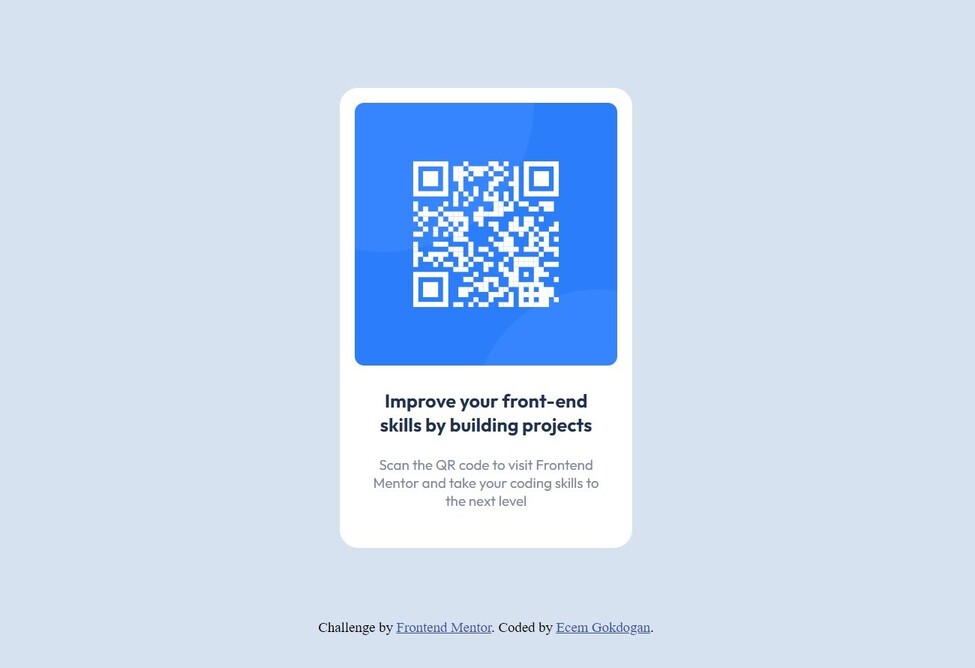 Improve your front-end
skills by building projects
Scan the QR code to visit Frontend
Mentor and take your coding skills to
the next level
Challenge by Frontend Mentor. Coded by Ecem Gokdogan.